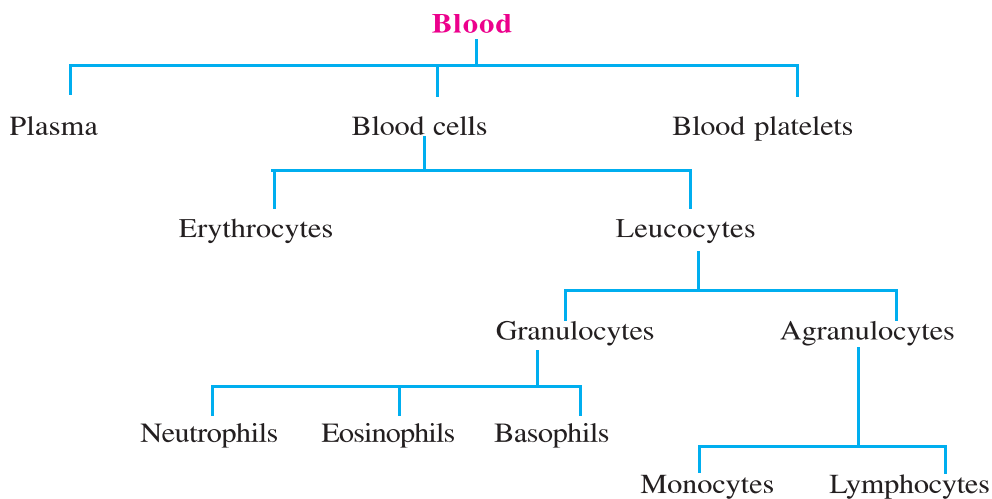 Blood
Plasma Blood cells Blood platelets
Erythrocytes Leucocytes
Granulocytes Agranulocytes
Neutrophils Eosinophils Basophils
Monocytes Lymphocytes